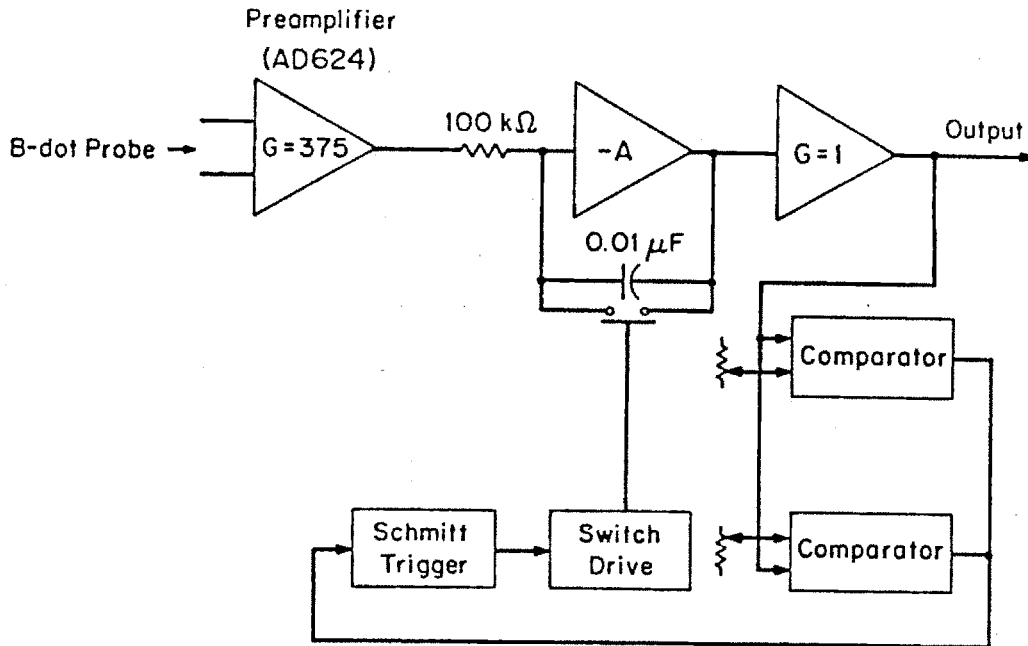 Preamplifier
(AD624)
B-dot Probe
G=375
100 kΩ
-A
G=1
Output
0.01 μF
Comparator
Schmitt
Trigger
Switch
Drive
Comparator